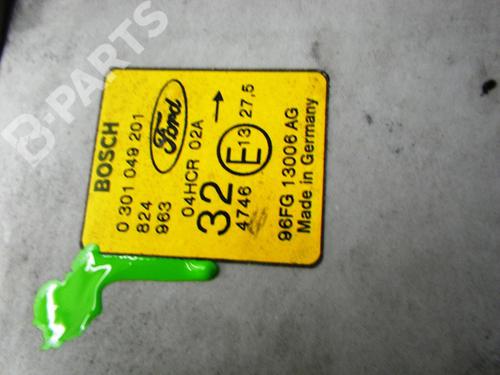 BOSCH
0 301 049 201
824
963
Ford
04HCR 02A →
32
4746
E 13 27,5
96FG 13006 AG
Made in Germany
B-PARTS